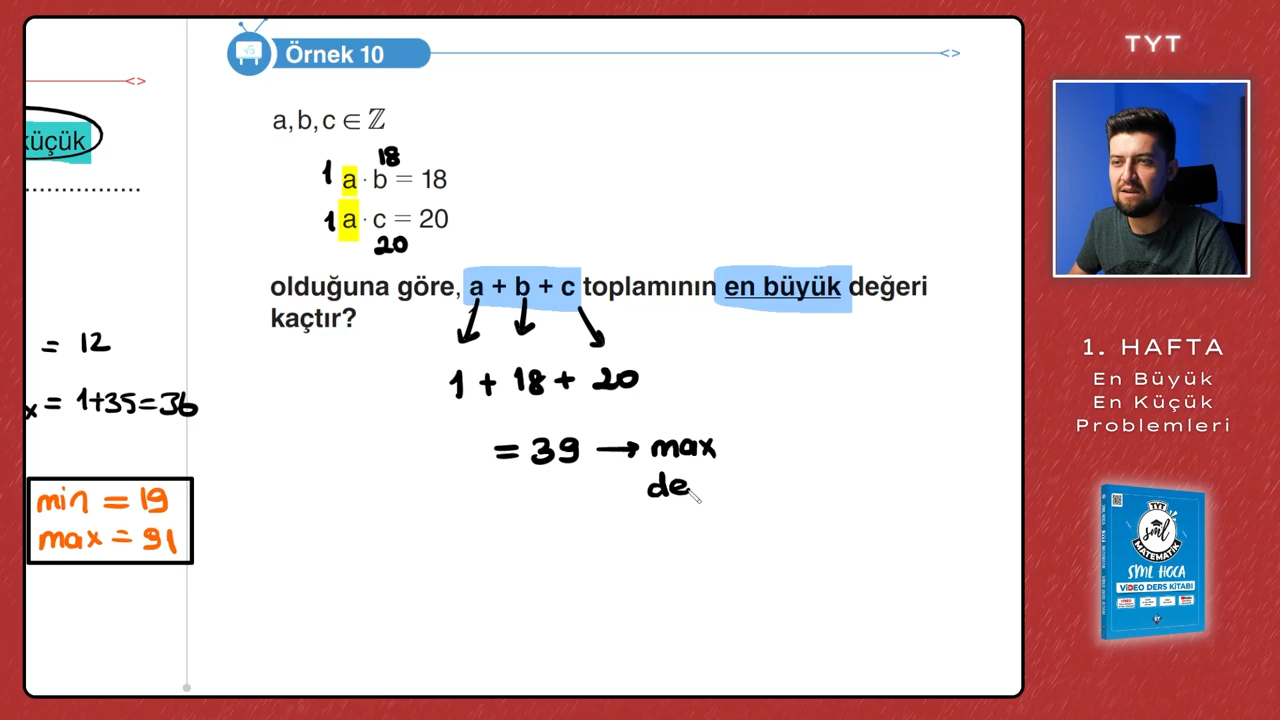 Örnek 10
küçük
a, b, c ∈ ℤ
18
1 a · b = 18
1 a · c = 20
20
olduğuna göre, a + b + c toplamının en büyük değeri
kaçtır?
1 + 18 + 20
= 39 → max
de
= 12
x = 1+35=36
min = 19
max = 91
TYT
1. HAFTA
En Büyük
En Küçük
Problemleri
TYT
sml
MATEMATİK
SML HOCA
VİDEO DERS KİTABI